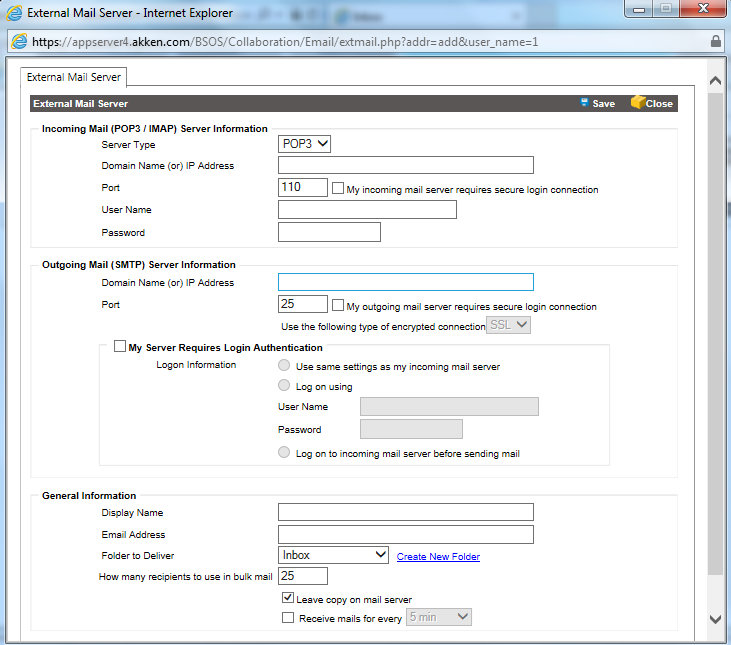 External Mail Server - Internet Explorer
https://appserver4.akken.com/BSOS/Collaboration/Email/extmail.php?addr=add&user_name=1
External Mail Server
External Mail Server Save Close
Incoming Mail (POP3 / IMAP) Server Information
Server Type POP3
Domain Name (or) IP Address
Port 110 My incoming mail server requires secure login connection
User Name
Password
Outgoing Mail (SMTP) Server Information
Domain Name (or) IP Address
Port 25 My outgoing mail server requires secure login connection
Use the following type of encrypted connection SSL
My Server Requires Login Authentication
Logon Information Use same settings as my incoming mail server
Log on using
User Name
Password
Log on to incoming mail server before sending mail
General Information
Display Name
Email Address
Folder to Deliver Inbox Create New Folder
How many recipients to use in bulk mail 25
Leave copy on mail server
Receive mails for every 5 min